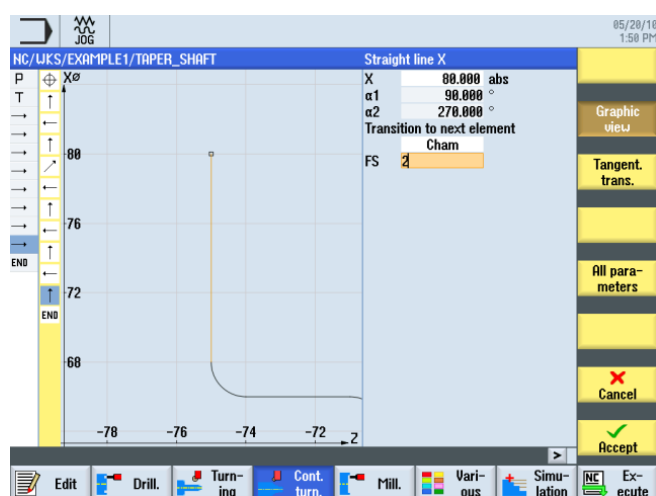 JOG
05/20/10
1:50 PM
NC/WKS/EXAMPLE1/TAPER_SHAFT
Straight line X
P
T
END
END
Xø
80
76
72
68
-78
-76
-74
-72
Z
X 80.000 abs
α1 90.000 °
α2 270.000 °
Transition to next element
Cham
FS 2
Graphic
view
Tangent.
trans.
All para-
meters
Cancel
Accept
>
Edit
Drill.
Turn-
ing
Cont.
turn.
Mill.
Vari-
ous
Simu-
lation
NC
Ex-
ecute